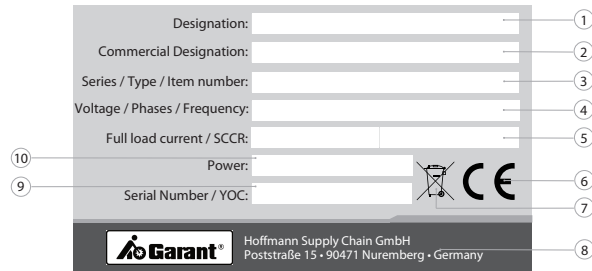 Designation: 1
Commercial Designation: 2
Series / Type / Item number: 3
Voltage / Phases / Frequency: 4
Full load current / SCCR: 5
10 Power: 6
9 Serial Number / YOC: 7
CE
Garant®
Hoffmann Supply Chain GmbH
Poststraße 15 • 90471 Nuremberg • Germany 8